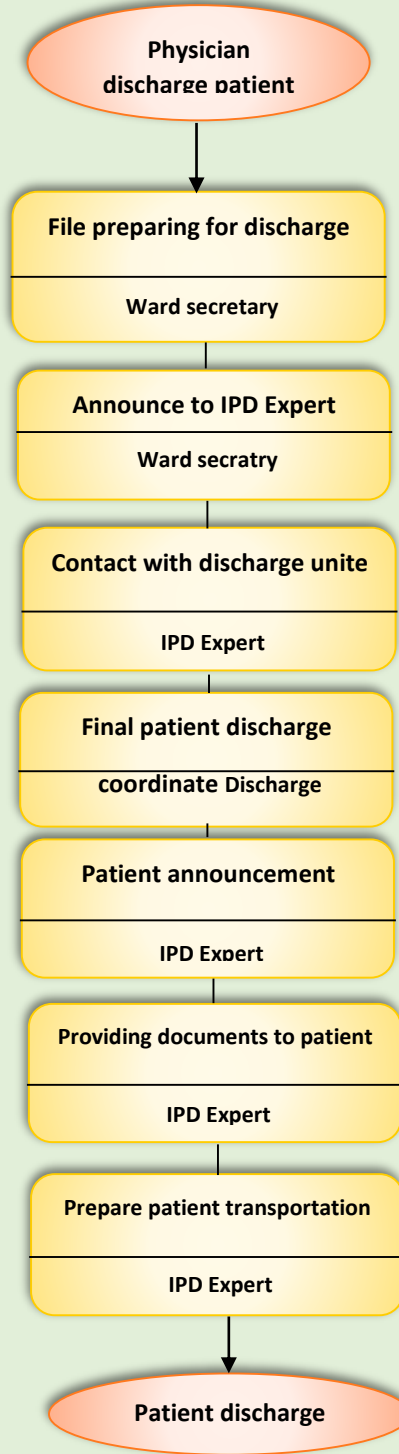 Physician
discharge patient
File preparing for discharge
Ward secretary
Announce to IPD Expert
Ward secratry
Contact with discharge unite
IPD Expert
Final patient discharge
coordinate Discharge
Patient announcement
IPD Expert
Providing documents to patient
IPD Expert
Prepare patient transportation
IPD Expert
Patient discharge